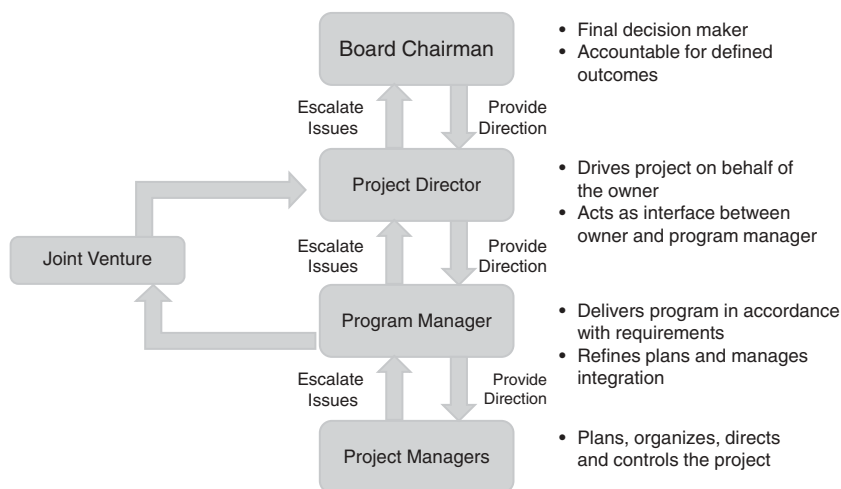 Board Chairman
• Final decision maker
• Accountable for defined
outcomes
Escalate
Issues
Provide
Direction
Project Director
• Drives project on behalf of
the owner
• Acts as interface between
owner and program manager
Joint Venture
Escalate
Issues
Provide
Direction
Program Manager
• Delivers program in accordance
with requirements
• Refines plans and manages
integration
Escalate
Issues
Provide
Direction
Project Managers
• Plans, organizes, directs
and controls the project